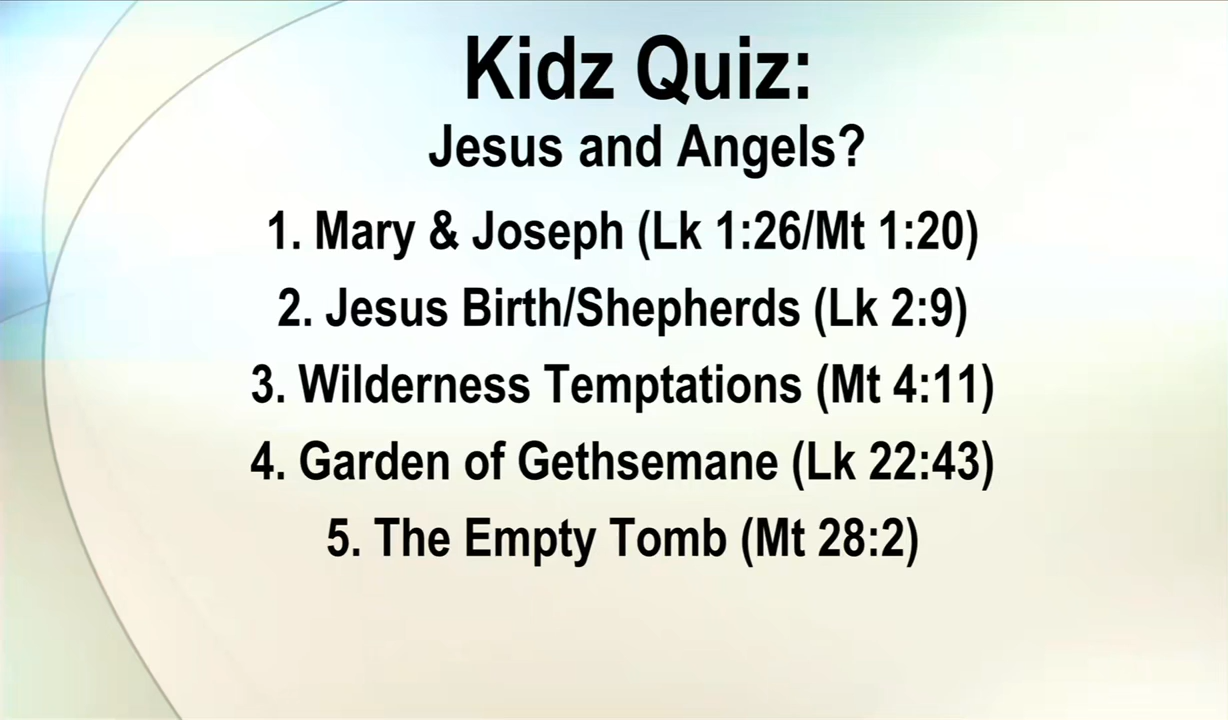 Kidz Quiz:
Jesus and Angels?
1. Mary & Joseph (Lk 1:26/Mt 1:20)
2. Jesus Birth/Shepherds (Lk 2:9)
3. Wilderness Temptations (Mt 4:11)
4. Garden of Gethsemane (Lk 22:43)
5. The Empty Tomb (Mt 28:2)